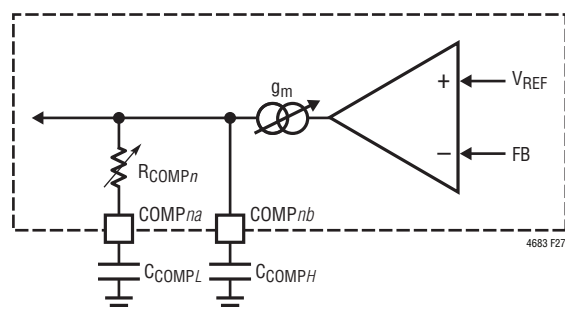 gm
+ VREF
− FB
RCOMPn
COMPna COMPnb
4683 F27
CCOMPL CCOMPH